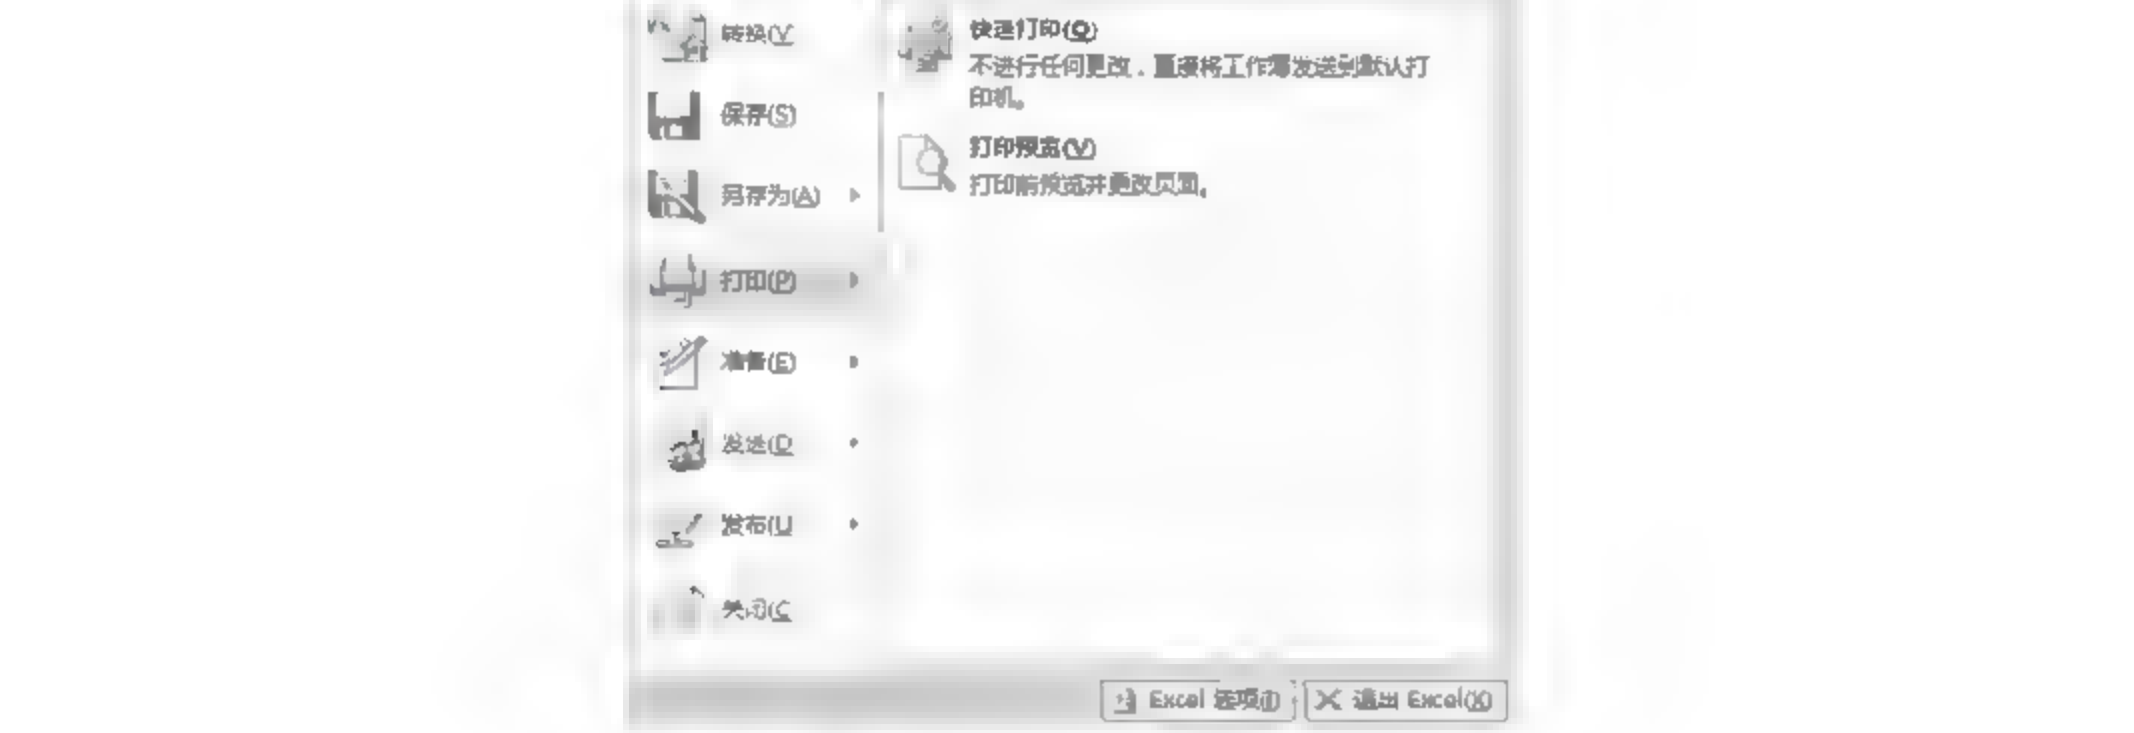 转换(V
保存(S)
另存为(A)
打印(P)
准备(E)
发送(D
发布(U
关闭(C
快速打印(Q)
不进行任何更改，直接将工作簿发送到默认打
印机。
打印预览(V)
打印前预览并更改页面。
Excel 选项(I)
退出 Excel(X)